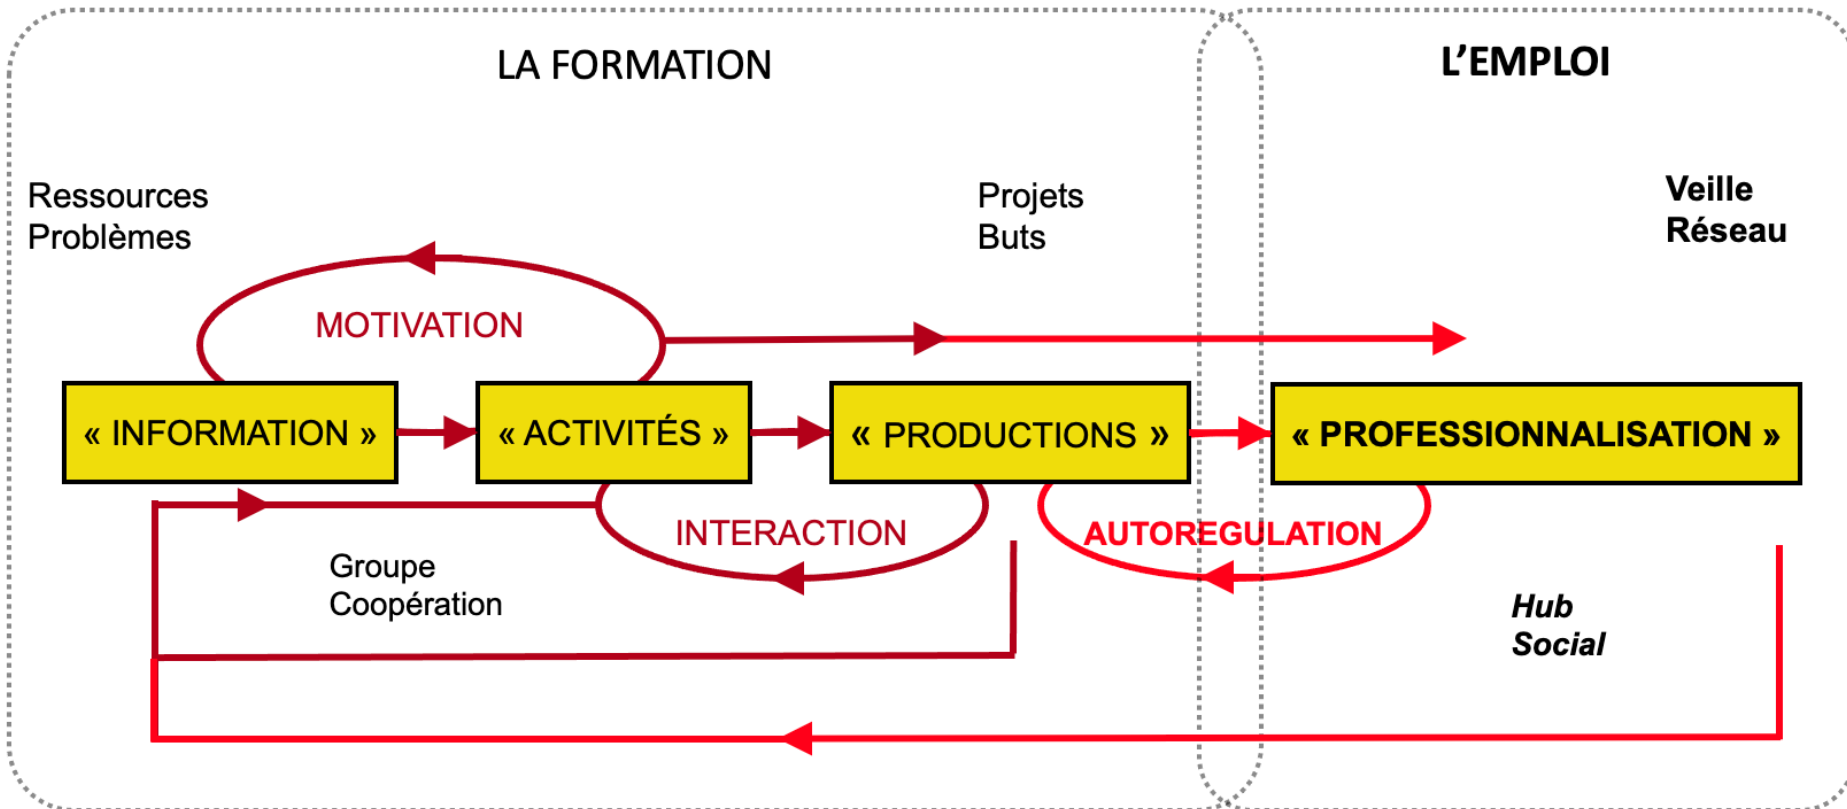 LA FORMATION
L’EMPLOI
Ressources
Problèmes
Projets
Buts
Veille
Réseau
MOTIVATION
« INFORMATION »
« ACTIVITÉS »
« PRODUCTIONS »
« PROFESSIONNALISATION »
INTERACTION
AUTOREGULATION
Groupe
Coopération
Hub
Social